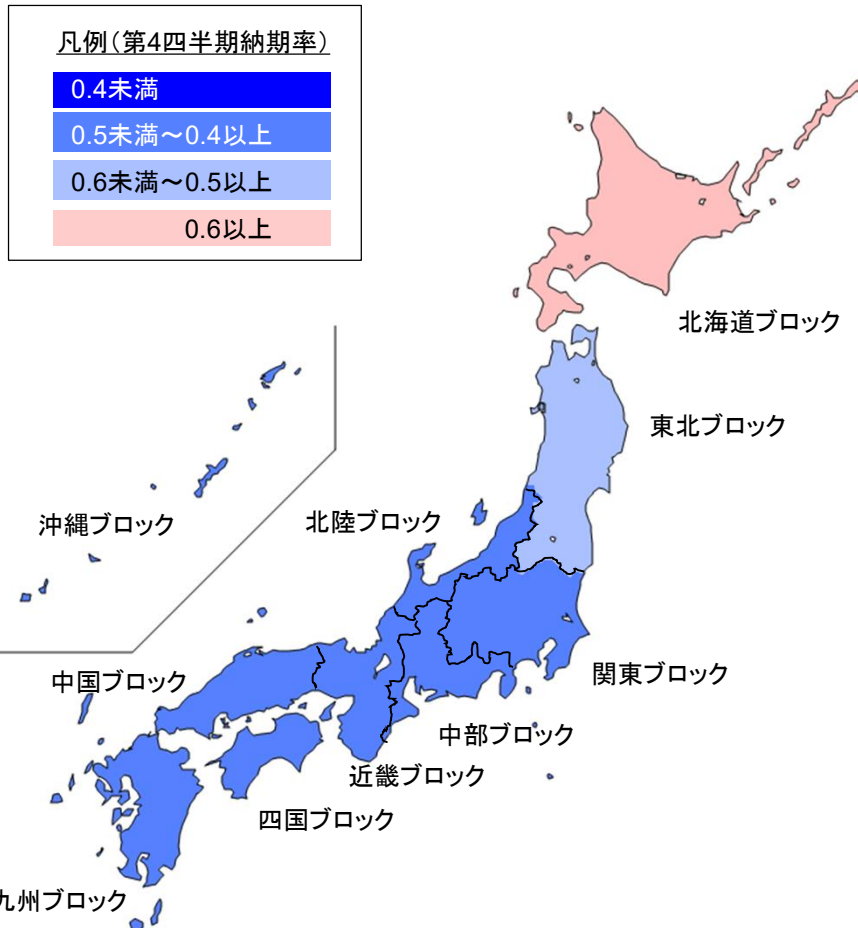 凡例(第4四半期納期率)
0.4未満
0.5未満～0.4以上
0.6未満～0.5以上
0.6以上
北海道ブロック
東北ブロック
沖縄ブロック
北陸ブロック
中国ブロック
関東ブロック
中部ブロック
近畿ブロック
四国ブロック
九州ブロック